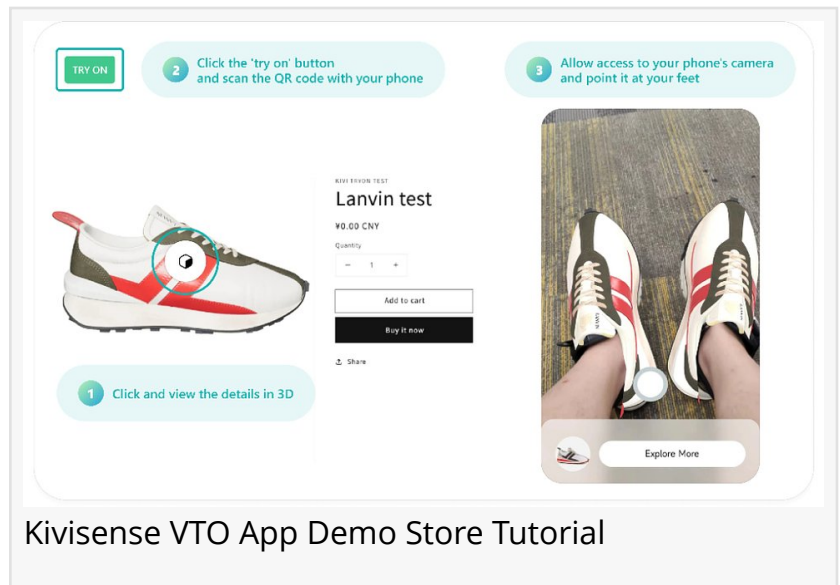 TRY ON
2
Click the 'try on' button
and scan the QR code with your phone
3
Allow access to your phone's camera
and point it at your feet
KIVI TRYON TEST
Lanvin test
¥0.00 CNY
Quantity
− 1 +
Add to cart
Buy it now
Share
1
Click and view the details in 3D
Explore More
Kivisense VTO App Demo Store Tutorial